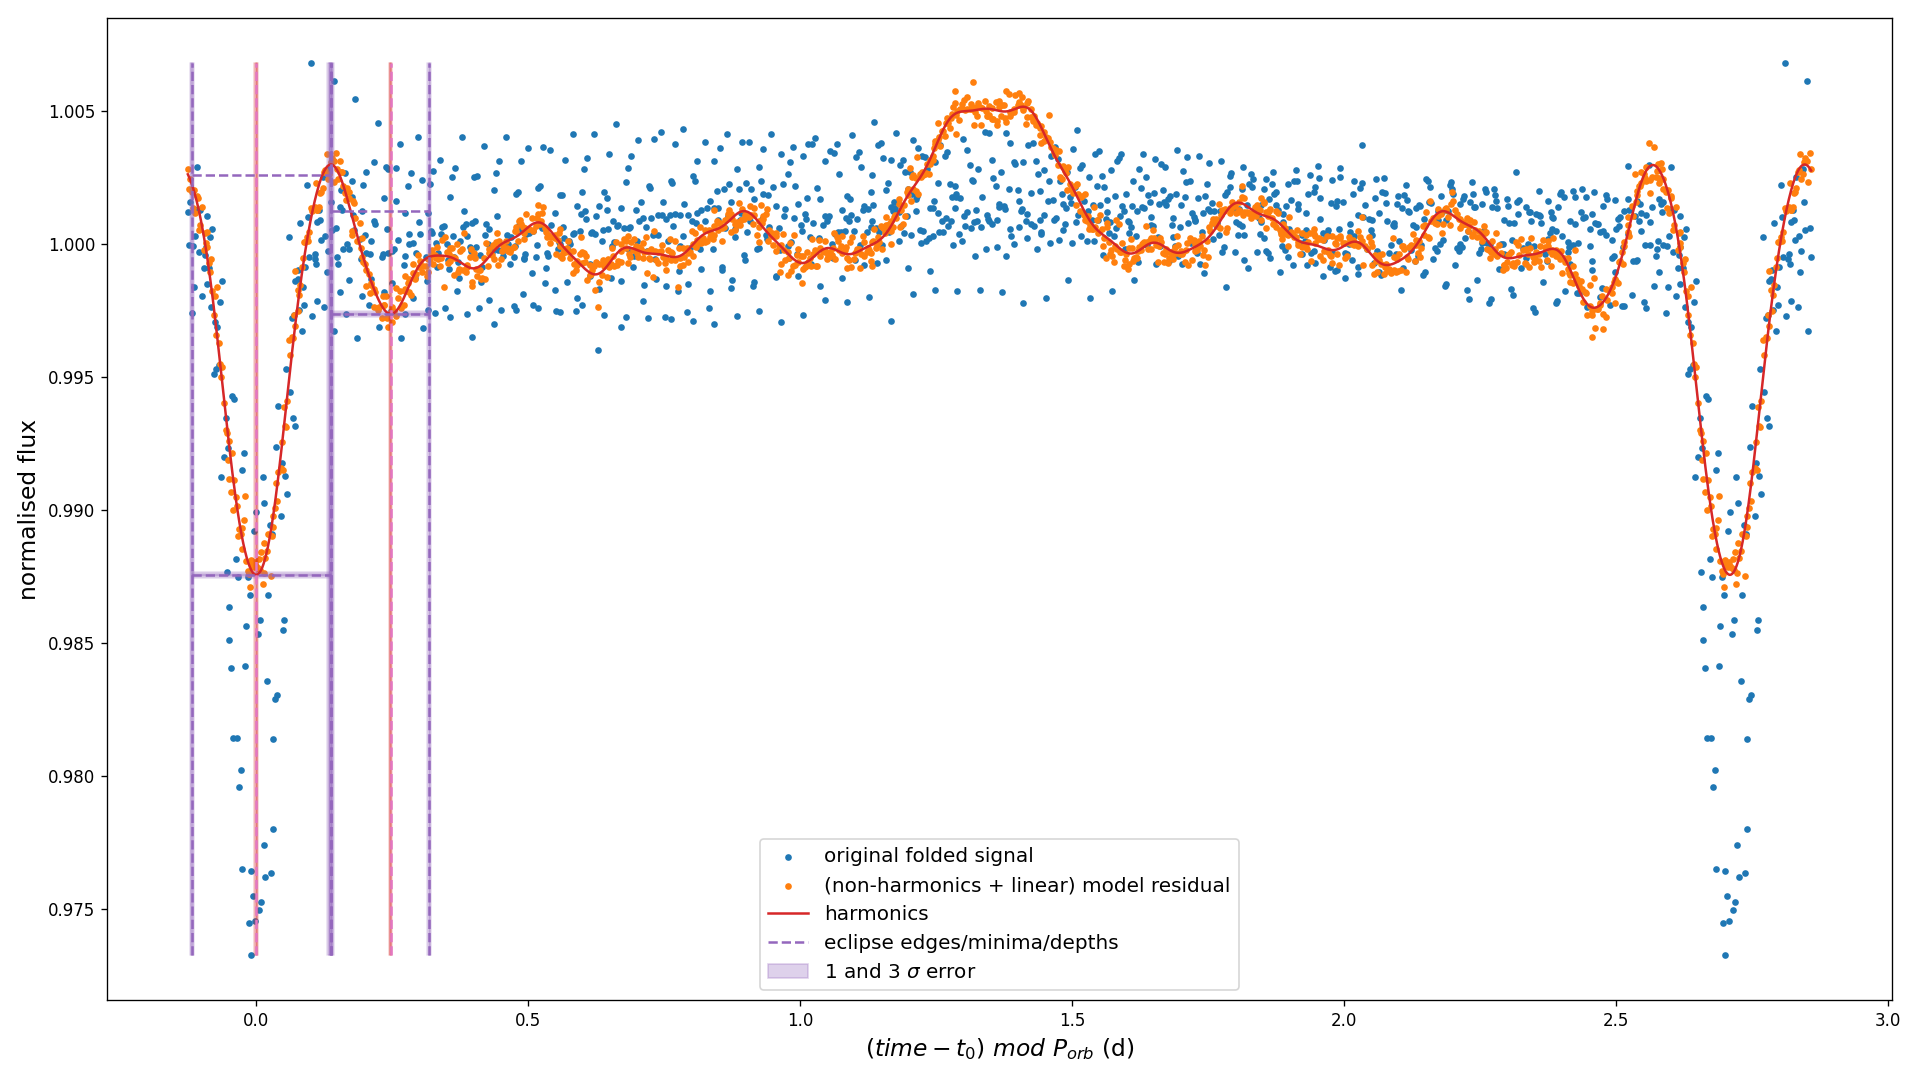 normalised flux
1.005
1.000
0.995
0.990
0.985
0.980
0.975
original folded signal
(non-harmonics + linear) model residual
harmonics
eclipse edges/minima/depths
1 and 3 σ error
0.0 0.5 1.0 1.5 2.0 2.5 3.0
(time − t₀) mod Pₒᵣb (d)